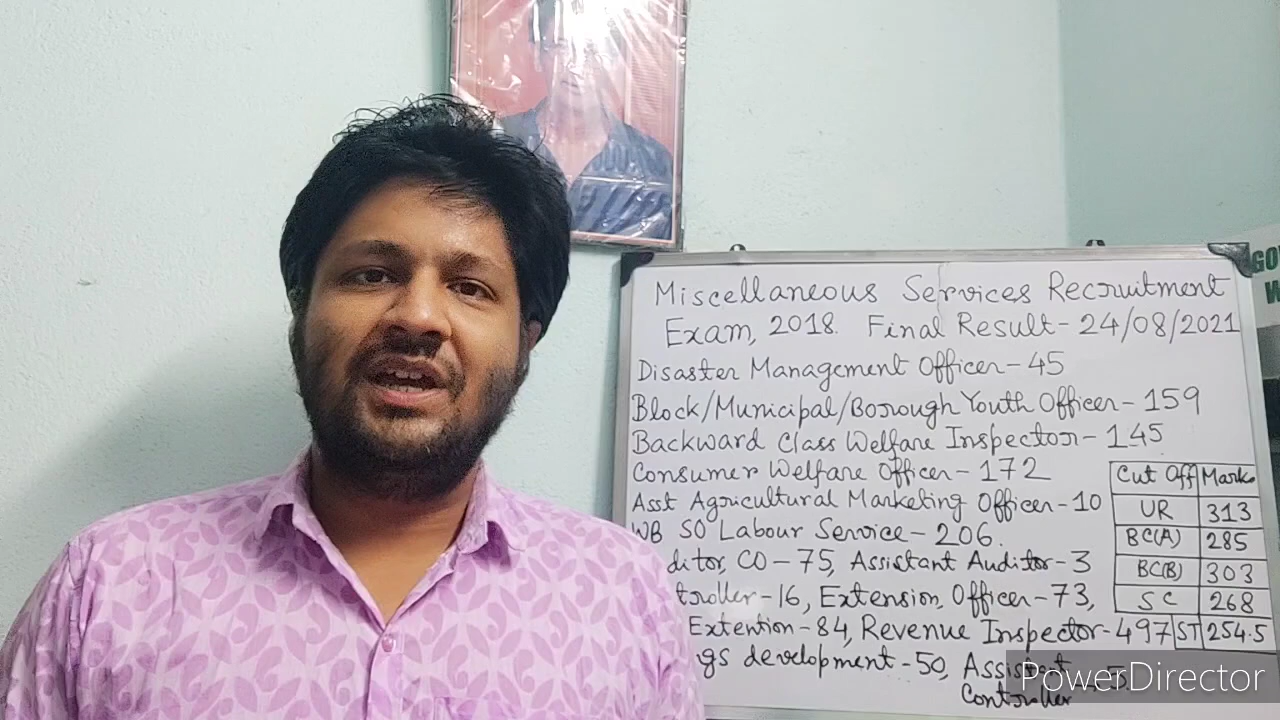 Miscellaneous Services Recruitment
Exam, 2018. Final Result - 24/08/2021
Disaster Management Officer - 45
Block/Municipal/Borough Youth Officer - 159
Backward Class Welfare Inspector - 145
Consumer Welfare Officer - 172
Asst Agricultural Marketing Officer - 10
WB SO Labour Service - 206.
ditor, CO - 75, Assistant Auditor - 3
troller - 16, Extension Officer - 73,
Extention - 84, Revenue Inspector - 497
gs development - 50, Assistant
Controller
Cut Off Marks
UR 313
BC(A) 285
BC(B) 303
SC 268
ST 254.5
GO
W
PowerDirector